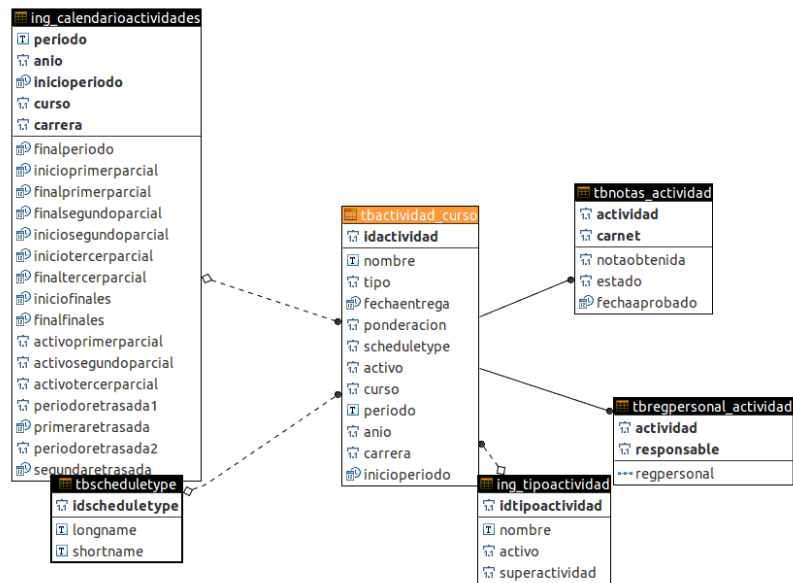 ing_calendarioactividades
periodo
anio
inicioperiodo
curso
carrera
finalperiodo
inicioprimerparcial
finalprimerparcial
finalsegundoparcial
iniciosegundoparcial
iniciotercerparcial
finaltercerparcial
iniciofinales
finalfinales
activoprimerparcial
activosegundoparcial
activotercerparcial
periodoretrasada1
primeraretrasada
periodoretrasada2
segundaretrasada
tbscheduletype
idscheduletype
longname
shortname
tbactividad_curso
idactividad
nombre
tipo
fechaentrega
ponderacion
scheduletype
activo
curso
periodo
anio
carrera
inicioperiodo
ing_tipoactividad
idtipoactividad
nombre
activo
superactividad
tbnotas_actividad
actividad
carnet
notaobtenida
estado
fechaaprobado
tbregpersonal_actividad
actividad
responsable
regpersonal